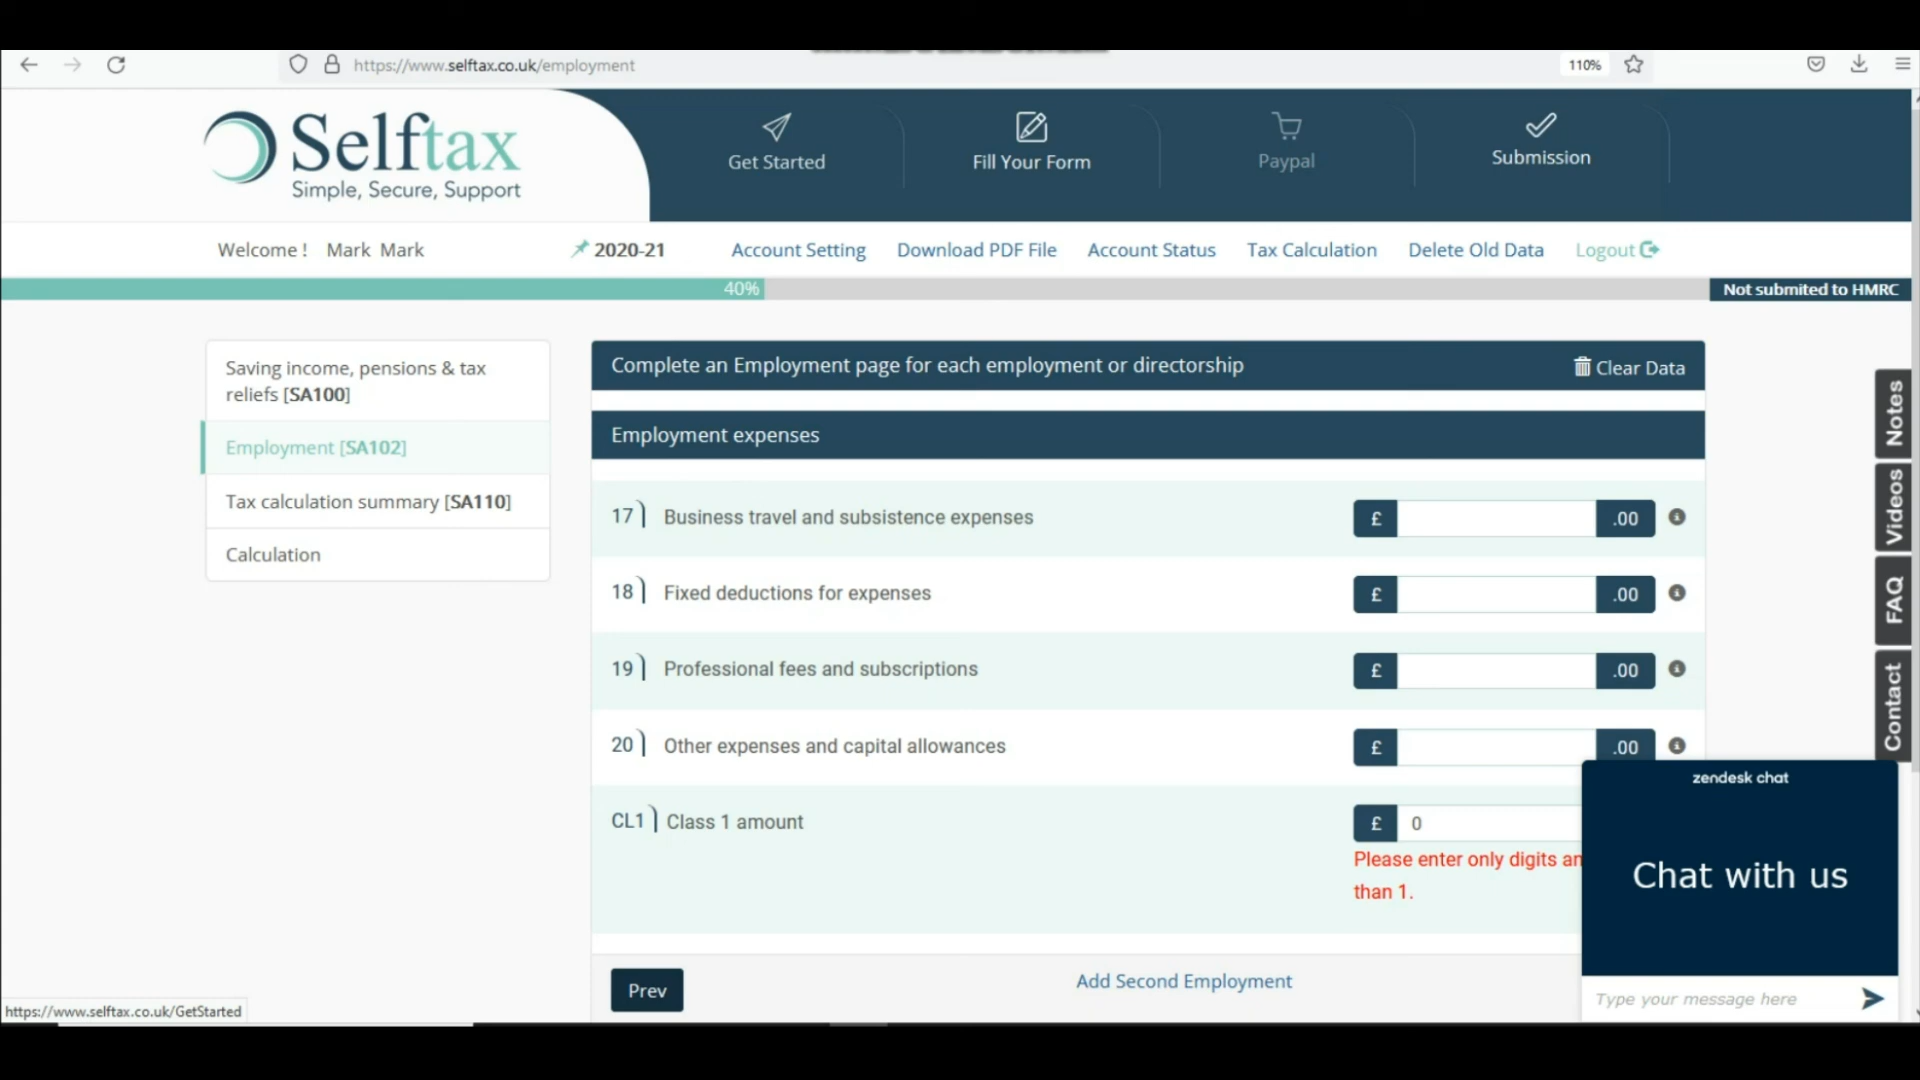 https://www.selftax.co.uk/employment
110%
Selftax
Simple, Secure, Support
Get Started
Fill Your Form
Paypal
Submission
Welcome ! Mark Mark
2020-21
Account Setting
Download PDF File
Account Status
Tax Calculation
Delete Old Data
Logout
40%
Not submited to HMRC
Saving income, pensions & tax
reliefs [SA100]
Employment [SA102]
Tax calculation summary [SA110]
Calculation
Complete an Employment page for each employment or directorship
Clear Data
Employment expenses
17) Business travel and subsistence expenses £ .00
18) Fixed deductions for expenses £ .00
19) Professional fees and subscriptions £ .00
20) Other expenses and capital allowances £ .00
CL1) Class 1 amount £ 0
Please enter only digits an
than 1.
Prev
Add Second Employment
Notes
Videos
FAQ
Contact
zendesk chat
Chat with us
Type your message here
https://www.selftax.co.uk/GetStarted